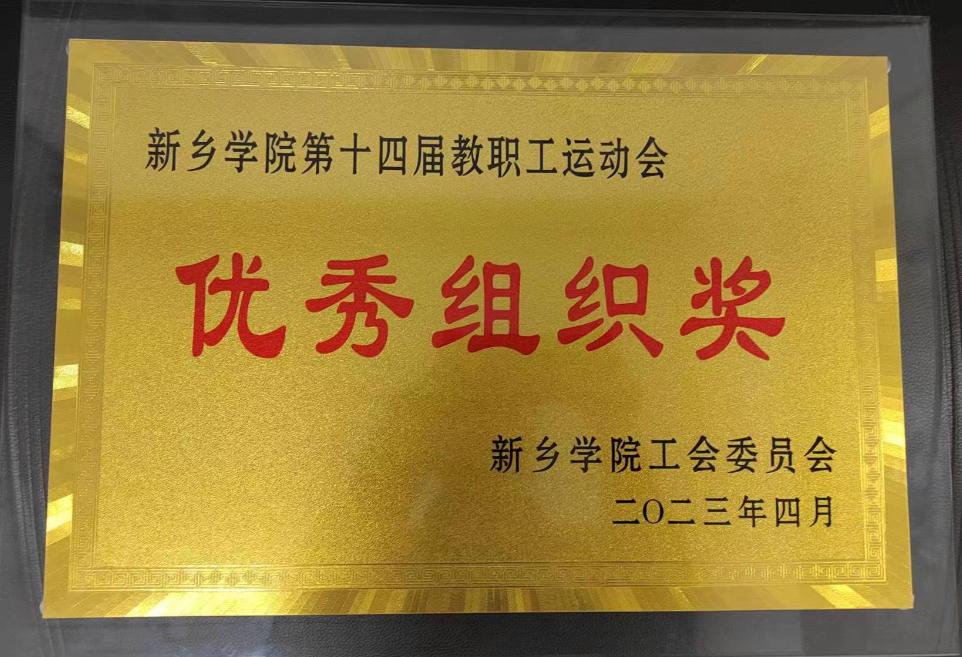 新乡学院第十四届教职工运动会
优秀组织奖
新乡学院工会委员会
二〇二三年四月